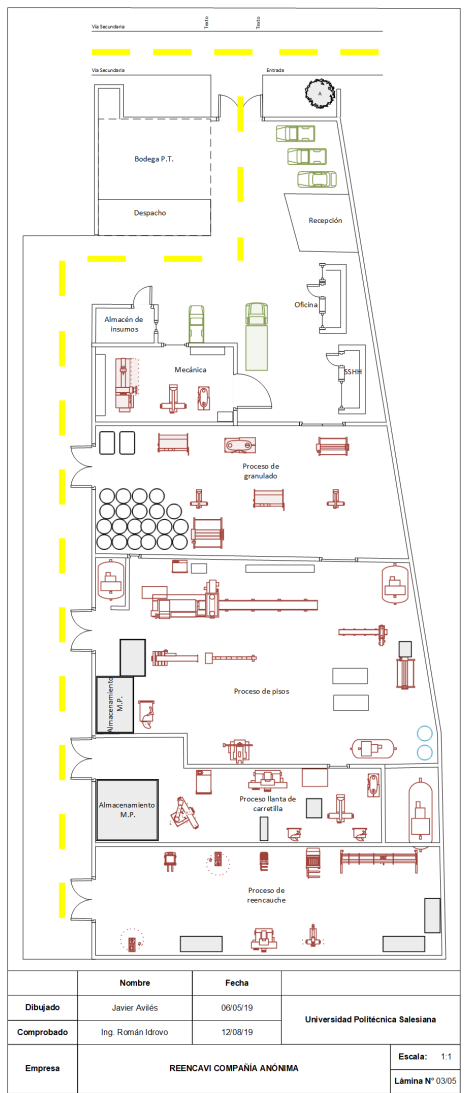 Vía Secundaria
Texto
Texto
Vía Secundaria
Entrada
A
Bodega P.T.
Despacho
Recepción
Oficina
Almacén de
insumos
Mecánica
SSHH
Proceso de
granulado
Proceso de pisos
Almacenamiento
M.P.
Almacenamiento
M.P.
Proceso llanta de
carretilla
Proceso de
reencauche
Nombre
Fecha
Dibujado
Javier Avilés
06/05/19
Universidad Politécnica Salesiana
Comprobado
Ing. Román Idrovo
12/08/19
Empresa
REENCAVI COMPAÑÍA ANÓNIMA
Escala: 1:1
Lámina N° 03/05